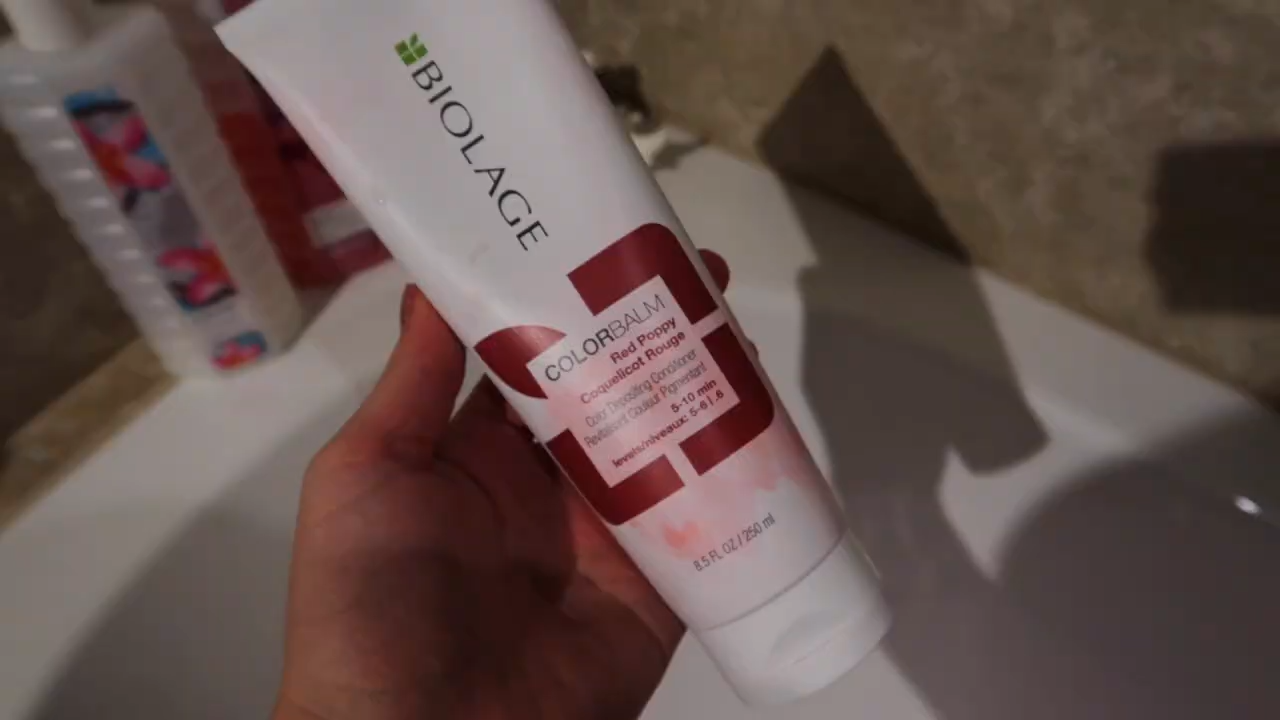 BIOLAGE
COLORBALM
Red Poppy
Coquelicot Rouge
Color Depositing Conditioner
Revitalisant Couleur Pigmentant
5-10 min
levels/niveaux: 5-6 | .6
8.5 FL OZ / 250 ml